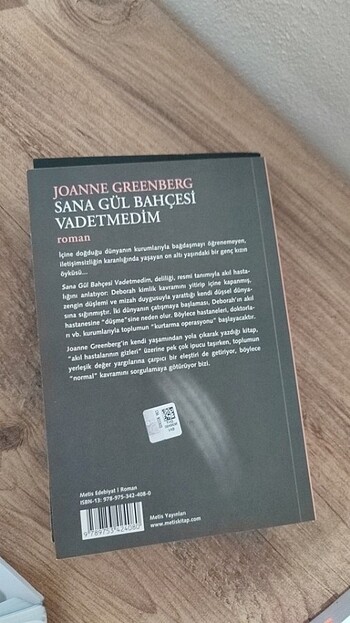 JOANNE GREENBERG
SANA GÜL BAHÇESİ
VADETMEDİM
roman
İçine doğduğu dünyanın kurumlarıyla bağdaşmayı öğrenemeyen,
iletişimsizliğin karanlığında yaşayan on altı yaşındaki bir genç kızın
öyküsü...
Sana Gül Bahçesi Vadetmedim, deliliği, resmi tanımıyla akıl hasta-
lığını anlatıyor: Deborah kimlik kavramını yitirip içine kapanmış,
zengin düşlemi ve mizah duygusuyla yarattığı kendi düşsel dünya-
sına sığınmıştır. İki dünyanın çatışmaya başlaması, Deborah'ın akıl
hastanesine "düşme"sine neden olur. Böylece hastaneleri, doktorla-
rı vb. kurumlarıyla toplumun "kurtarma operasyonu" başlayacaktır.
Joanne Greenberg'in kendi yaşamından yola çıkarak yazdığı kitap,
"akıl hastalarının gizleri" üzerine pek çok ipucu taşırken, toplumun
yerleşik değer yargılarına çarpıcı bir eleştiri de getiriyor, böylece
"normal" kavramını sorgulamaya götürüyor bizi.
Metis Edebiyat I Roman
ISBN-13: 978-975-342-408-0
9789753424080
Metis Yayınları
www.metiskitap.com